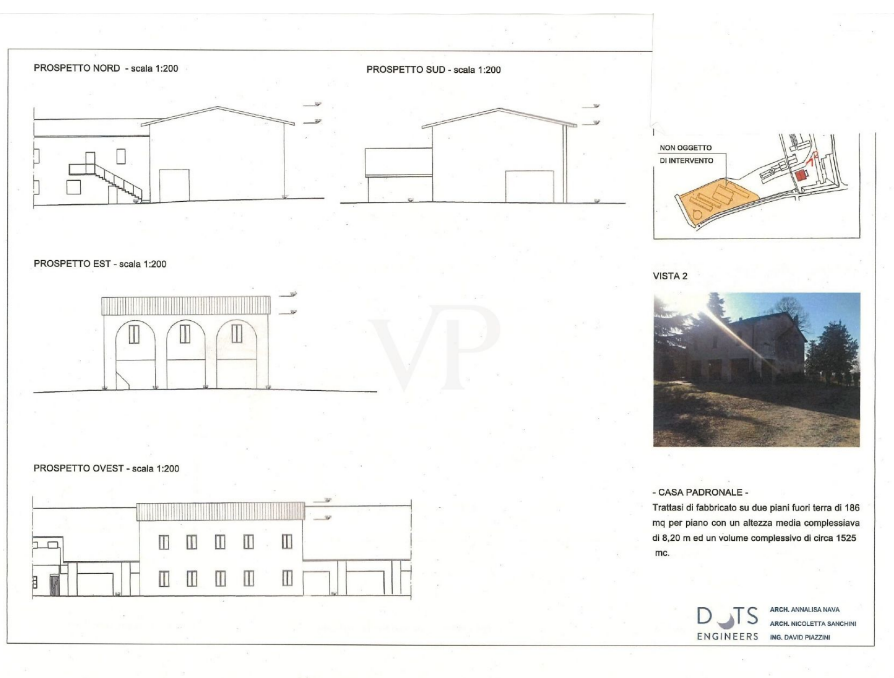 PROSPETTO NORD - scala 1:200
PROSPETTO SUD - scala 1:200
NON OGGETTO
DI INTERVENTO
PROSPETTO EST - scala 1:200
VISTA 2
VP
PROSPETTO OVEST - scala 1:200
- CASA PADRONALE -
Trattasi di fabbricato su due piani fuori terra di 186
mq per piano con un altezza media complessiava
di 8,20 m ed un volume complessivo di circa 1525
mc.
DOTS
ENGINEERS
ARCH. ANNALISA NAVA
ARCH. NICOLETTA SANCHINI
ING. DAVID PIAZZINI